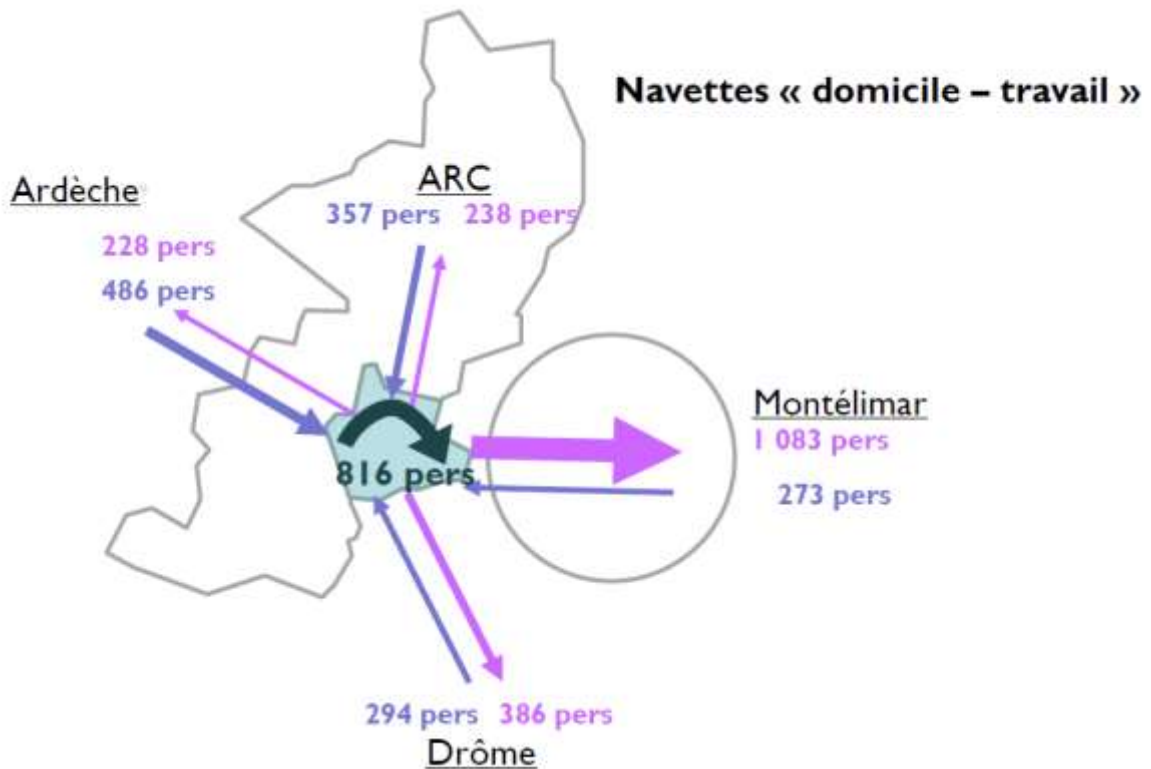 Navettes « domicile – travail »
Ardèche
228 pers
486 pers
ARC
357 pers 238 pers
816 pers
Montélimar
1 083 pers
273 pers
294 pers 386 pers
Drôme